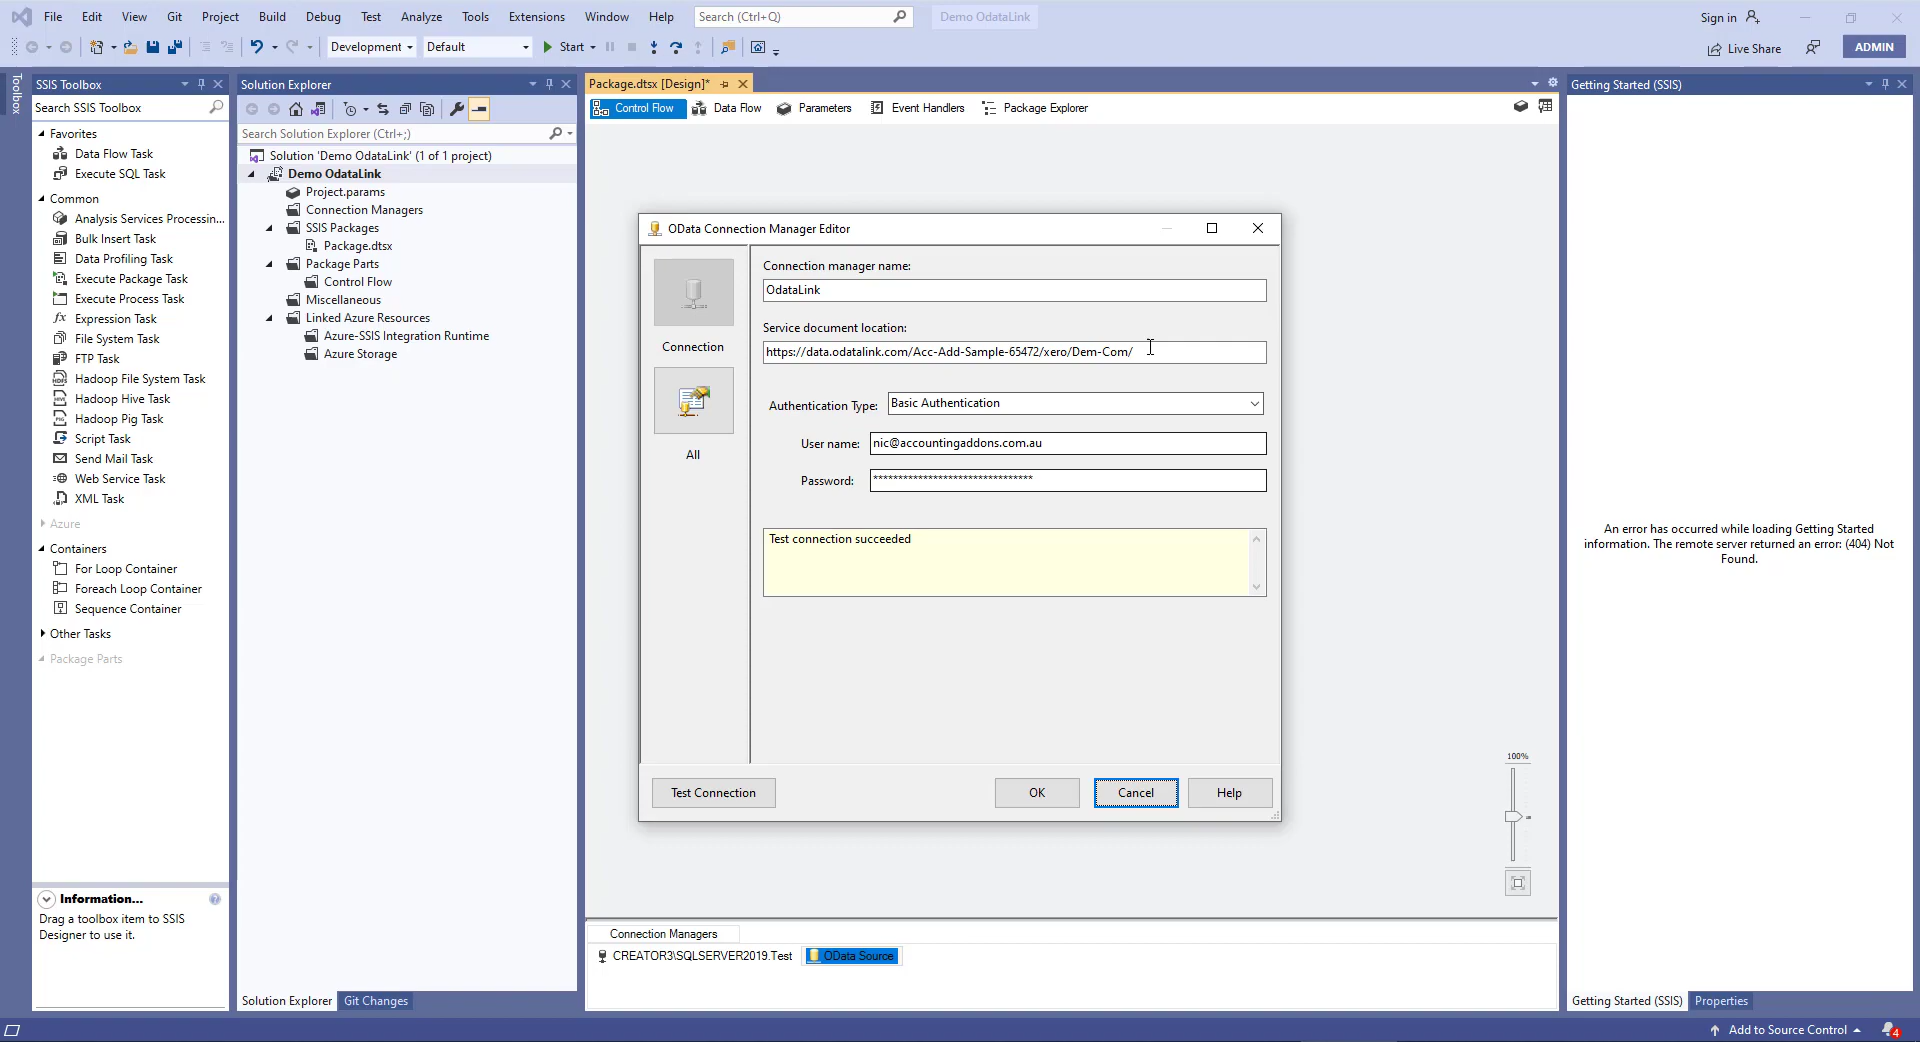 File Edit View Git Project Build Debug Test Analyze Tools Extensions Window Help Search (Ctrl+Q) Demo OdataLink Sign in
Development Default Start Live Share ADMIN
Toolbox
SSIS Toolbox
Search SSIS Toolbox
Favorites
Data Flow Task
Execute SQL Task
Common
Analysis Services Processin...
Bulk Insert Task
Data Profiling Task
Execute Package Task
Execute Process Task
fx Expression Task
File System Task
FTP Task
Hadoop File System Task
Hadoop Hive Task
Hadoop Pig Task
Script Task
Send Mail Task
Web Service Task
XML Task
Azure
Containers
For Loop Container
Foreach Loop Container
Sequence Container
Other Tasks
Package Parts
Information...
Drag a toolbox item to SSIS
Designer to use it.
Solution Explorer
Search Solution Explorer (Ctrl+;)
Solution 'Demo OdataLink' (1 of 1 project)
Demo OdataLink
Project.params
Connection Managers
SSIS Packages
Package.dtsx
Package Parts
Control Flow
Miscellaneous
Linked Azure Resources
Azure-SSIS Integration Runtime
Azure Storage
Solution Explorer Git Changes
Package.dtsx [Design]*
Control Flow Data Flow Parameters Event Handlers Package Explorer
OData Connection Manager Editor
Connection
All
Connection manager name:
OdataLink
Service document location:
https://data.odatalink.com/Acc-Add-Sample-65472/xero/Dem-Com/
Authentication Type: Basic Authentication
User name: nic@accountingaddons.com.au
Password: *********************************
Test connection succeeded
Test Connection OK Cancel Help
100%
Connection Managers
CREATOR3\SQLSERVER2019.Test OData Source
Getting Started (SSIS)
An error has occurred while loading Getting Started
information. The remote server returned an error: (404) Not
Found.
Getting Started (SSIS) Properties
Add to Source Control 4